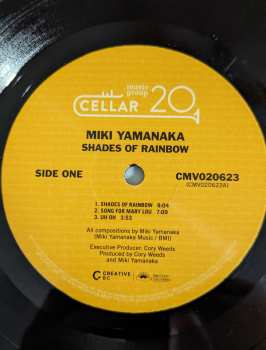 music
group
CELLAR 20
MIKI YAMANAKA
SHADES OF RAINBOW
SIDE ONE
CMV020623
(CMV020623A)
1. SHADES OF RAINBOW 8:04
2. SONG FOR MARY LOU 7:09
3. UH OH 3:53
All compositions by Miki Yamanaka
(Miki Yamanaka Music / BMI)
Executive Producer: Cory Weeds
Produced by Cory Weeds
and Miki Yamanaka
CREATIVE
BC